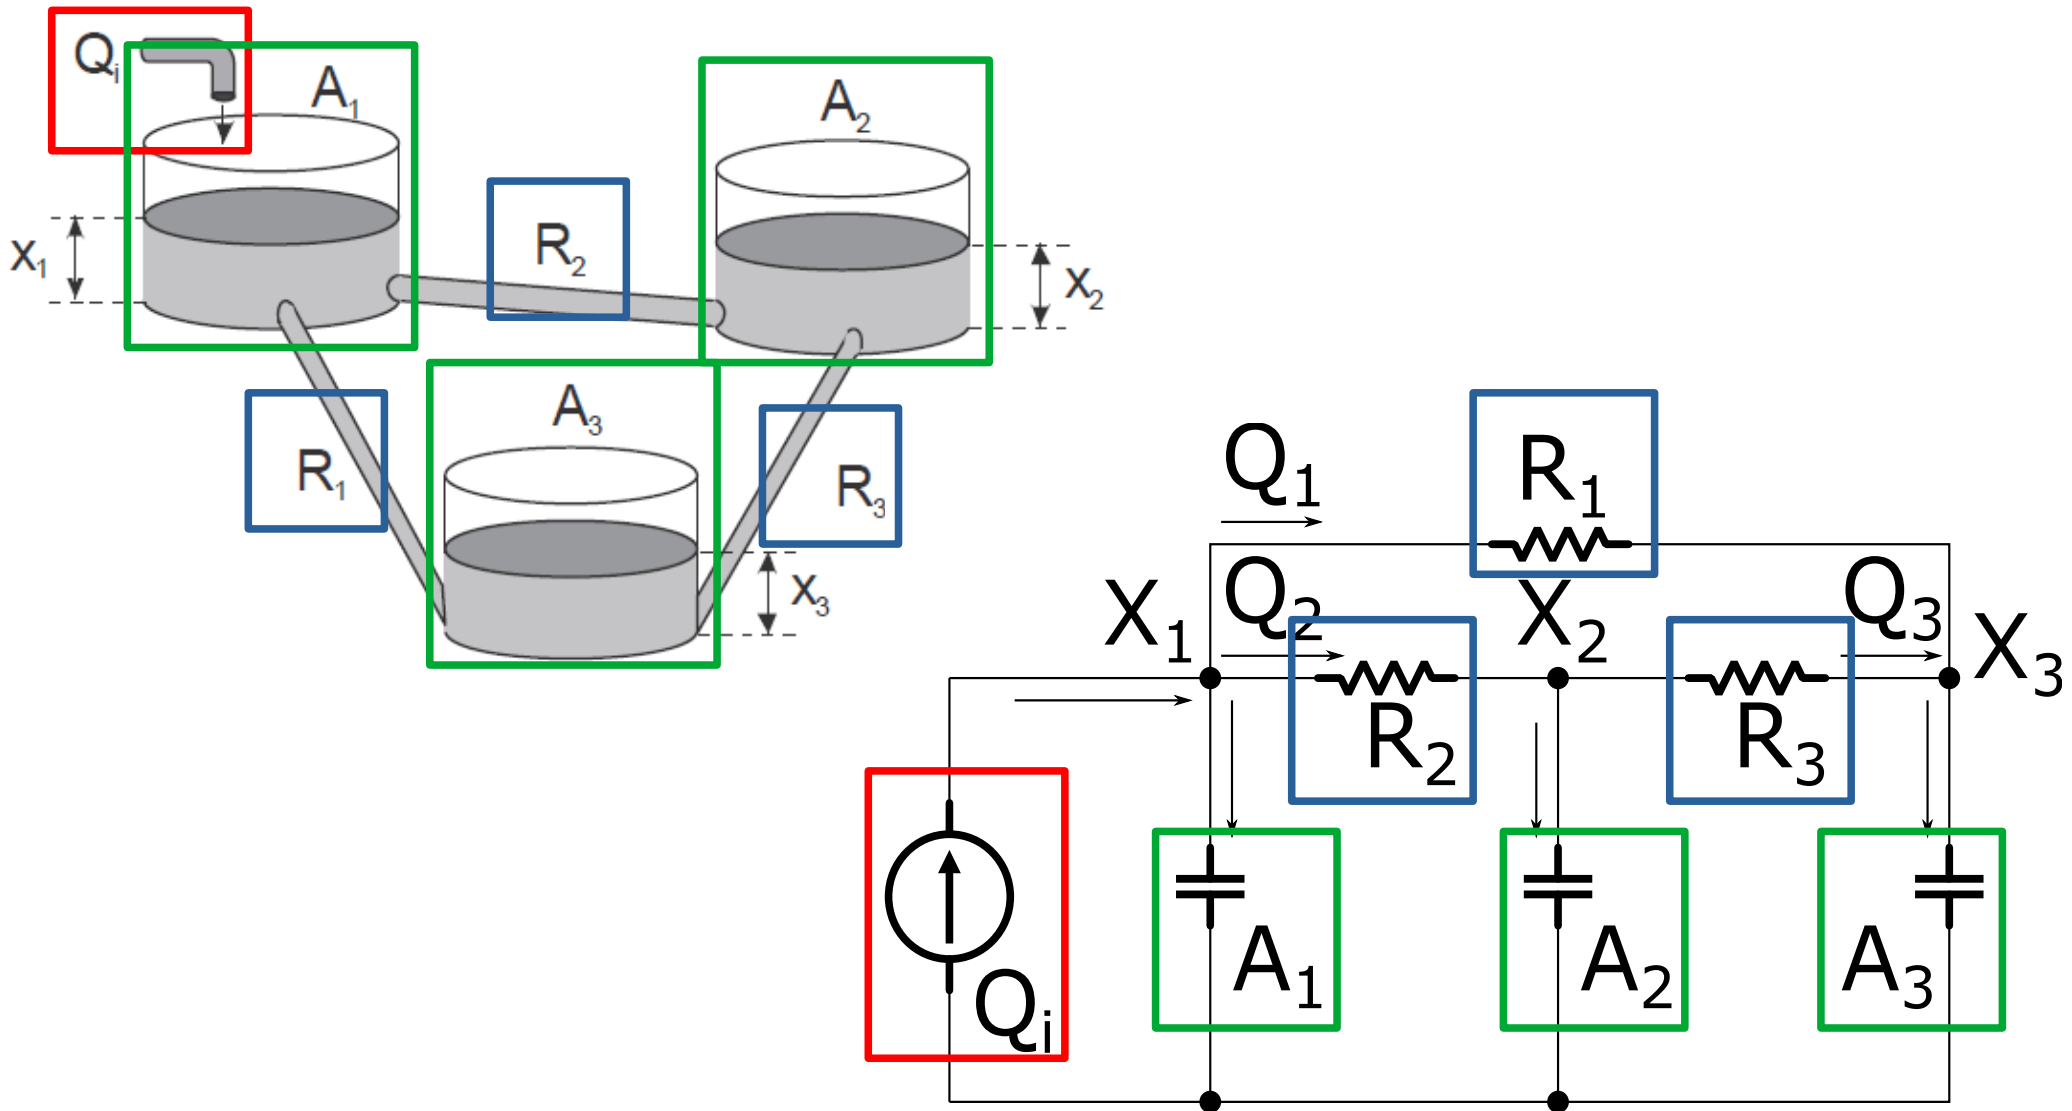 Qᵢ
A₁
A₂
x₁
R₂
x₂
A₃
R₁
R₃
x₃
Q₁
R₁
X₁
Q₂
X₂
Q₃
X₃
R₂
R₃
A₁
A₂
A₃
Qᵢ